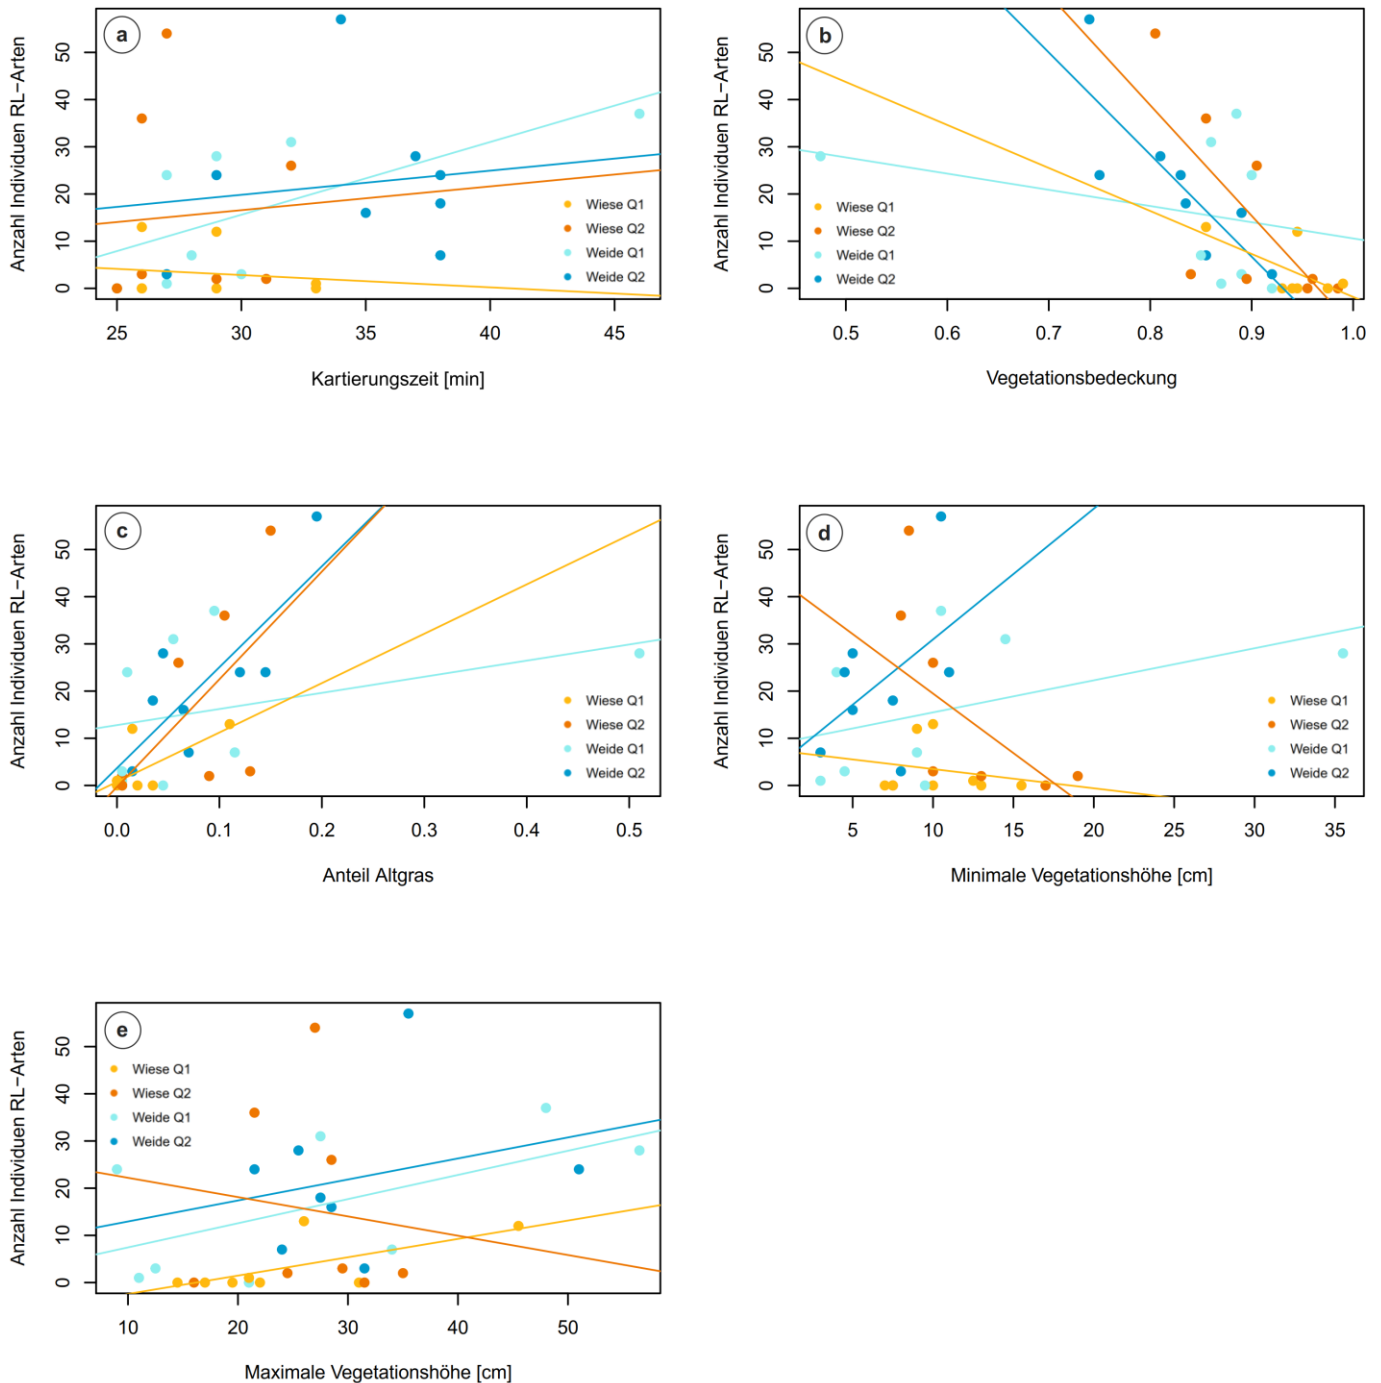 a
Anzahl Individuen RL−Arten
0 10 20 30 40 50
Wiese Q1
Wiese Q2
Weide Q1
Weide Q2
25 30 35 40 45
Kartierungszeit [min]
b
Anzahl Individuen RL−Arten
0 10 20 30 40 50
Wiese Q1
Wiese Q2
Weide Q1
Weide Q2
0.5 0.6 0.7 0.8 0.9 1.0
Vegetationsbedeckung
c
Anzahl Individuen RL−Arten
0 10 20 30 40 50
Wiese Q1
Wiese Q2
Weide Q1
Weide Q2
0.0 0.1 0.2 0.3 0.4 0.5
Anteil Altgras
d
Anzahl Individuen RL−Arten
0 10 20 30 40 50
Wiese Q1
Wiese Q2
Weide Q1
Weide Q2
5 10 15 20 25 30 35
Minimale Vegetationshöhe [cm]
e
Anzahl Individuen RL−Arten
0 10 20 30 40 50
Wiese Q1
Wiese Q2
Weide Q1
Weide Q2
10 20 30 40 50
Maximale Vegetationshöhe [cm]